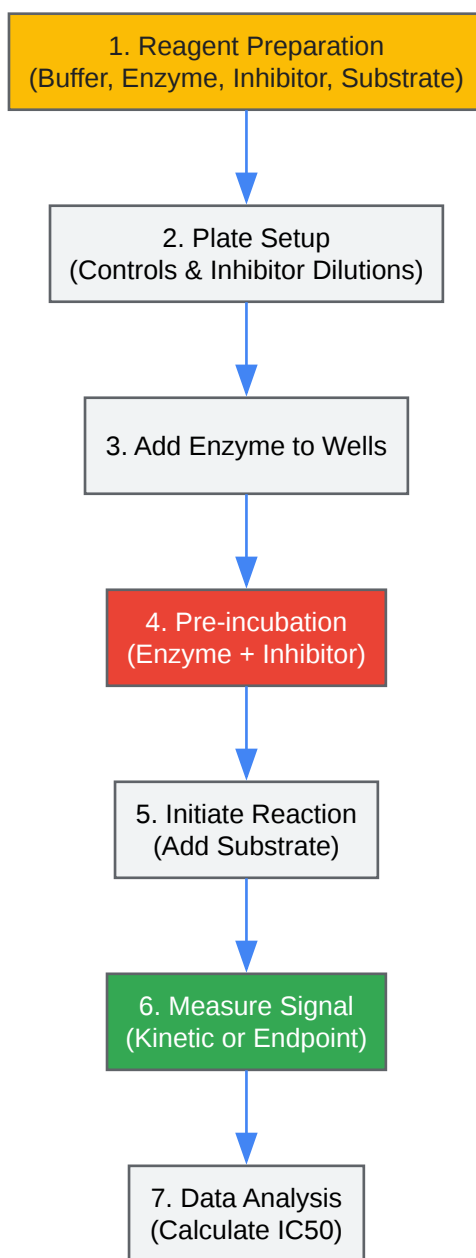 1. Reagent Preparation
(Buffer, Enzyme, Inhibitor, Substrate)
2. Plate Setup
(Controls & Inhibitor Dilutions)
3. Add Enzyme to Wells
4. Pre-incubation
(Enzyme + Inhibitor)
5. Initiate Reaction
(Add Substrate)
6. Measure Signal
(Kinetic or Endpoint)
7. Data Analysis
(Calculate IC50)